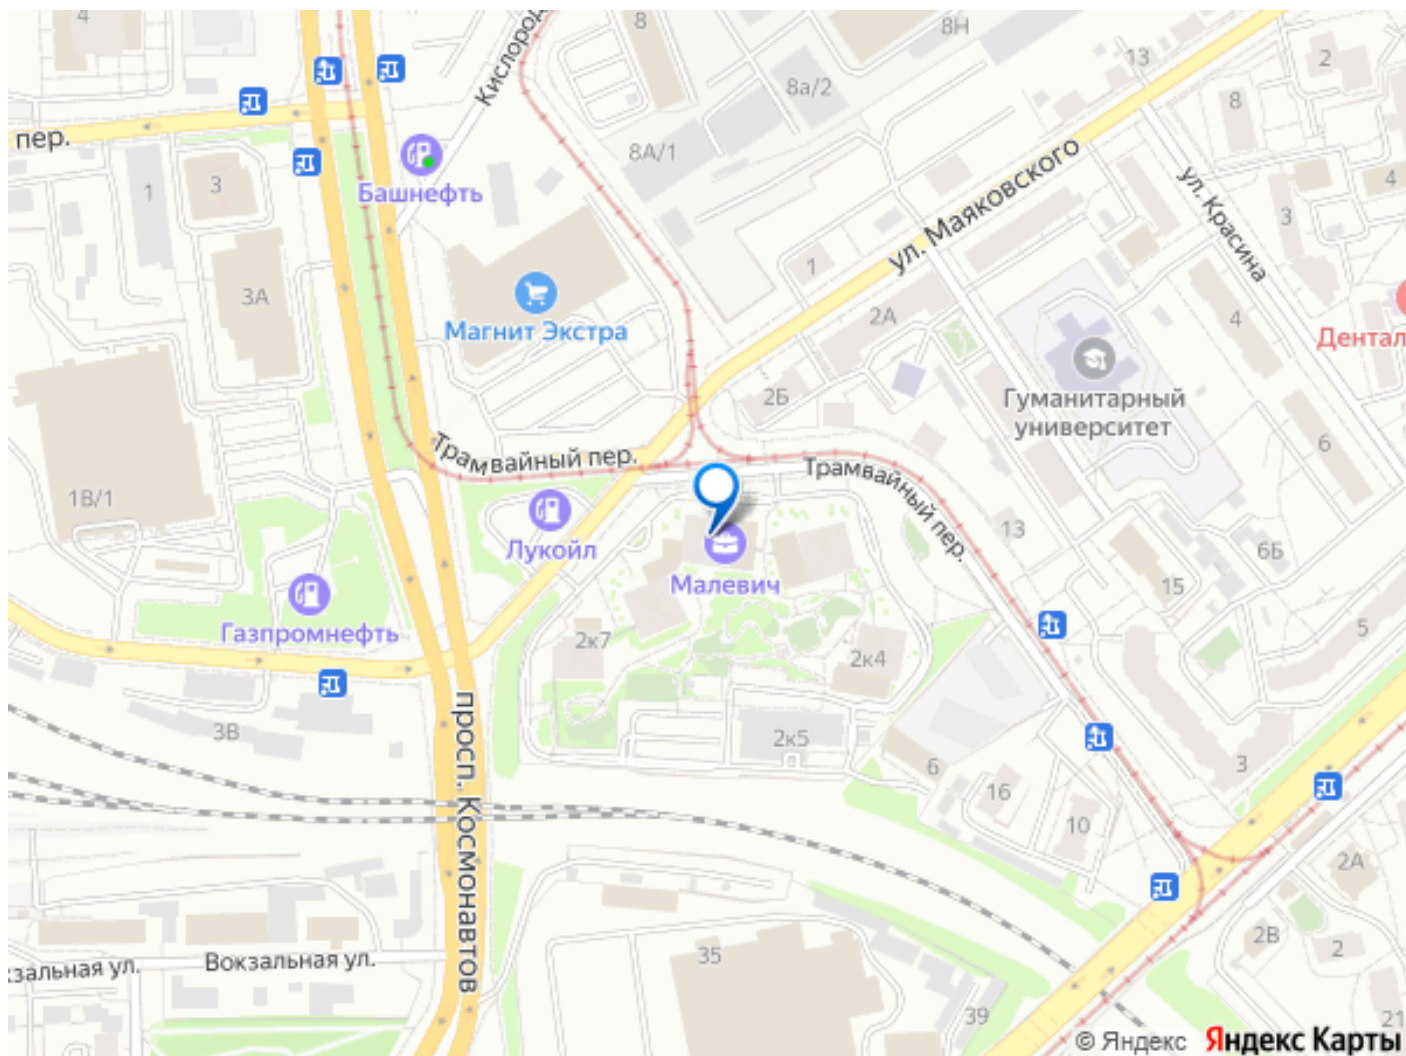 4
8
8Н
13
2
Кислород
8а/2
8
пер.
8А/1
ул. Маяковского
ул. Красина
4
1
3
Башнефть
3
3А
1
Магнит Экстра
2А
4
Дентал
2Б
Гуманитарный
университет
6
Трамвайный пер.
Трамвайный пер.
1В/1
13
Лукойл
6Б
Малевич
15
Газпромнефть
2к7
2к4
5
просп. Космонавтов
3В
2к5
6
3
16
10
2А
кзальная ул.
Вокзальная ул.
35
2В
2
39
21
© Яндекс Яндекс Карты